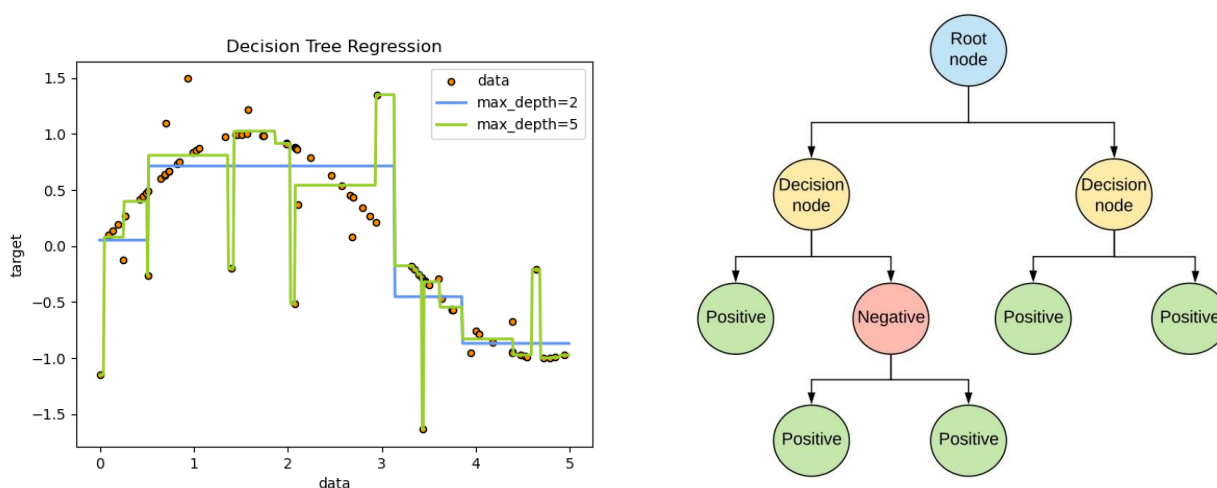 Decision Tree Regression
data
max_depth=2
max_depth=5
1.5
1.0
0.5
0.0
−0.5
−1.0
−1.5
target
0
1
2
3
4
5
data
Root
node
Decision
node
Decision
node
Positive
Negative
Positive
Positive
Positive
Positive